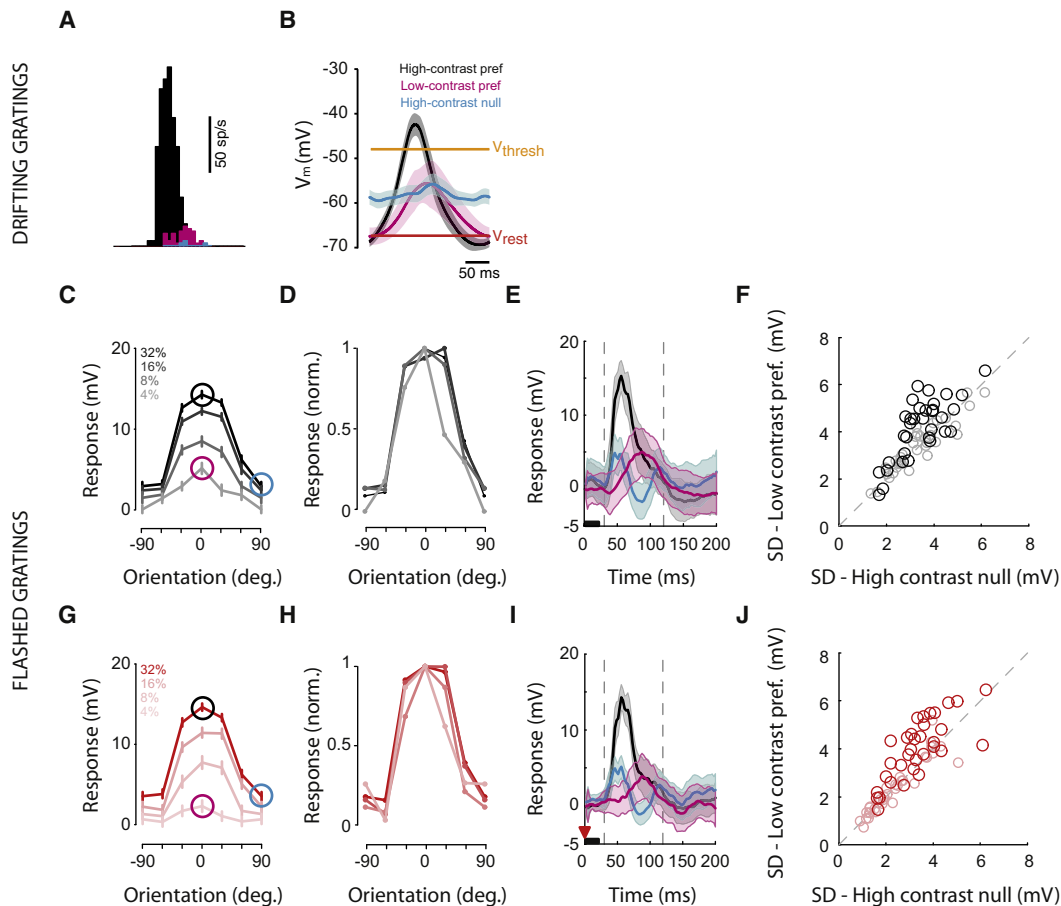 A
B
DRIFTING GRATINGS
50 sp/s
-30
-40
-50
-60
-70
Vm (mV)
High-contrast pref
Low-contrast pref
High-contrast null
Vthresh
Vrest
50 ms
FLASHED GRATINGS
C
D
E
F
20
10
0
Response (mV)
32%
16%
8%
4%
-90
0
90
Orientation (deg.)
1
0.5
0
Response (norm.)
-90
0
90
Orientation (deg.)
20
10
0
-5
Response (mV)
0
50
100
150
200
Time (ms)
8
6
4
2
0
SD - Low contrast pref. (mV)
0
2
4
6
8
SD - High contrast null (mV)
G
H
I
J
20
10
0
Response (mV)
32%
16%
8%
4%
-90
0
90
Orientation (deg.)
1
0.5
0
Response (norm.)
-90
0
90
Orientation (deg.)
20
10
0
-5
Response (mV)
0
50
100
150
200
Time (ms)
8
6
4
2
0
SD - Low contrast pref. (mV)
0
2
4
6
8
SD - High contrast null (mV)